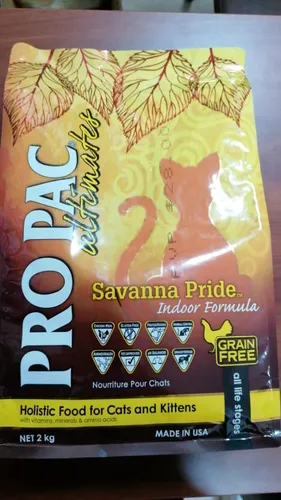 PRO PAC
ultimates
Savanna Pride
Indoor Formula
GRAIN
FREE
Nourriture Pour Chats
all life stages
Holistic Food for Cats and Kittens
with vitamins, minerals & amino acids
NET 2 kg
MADE IN USA